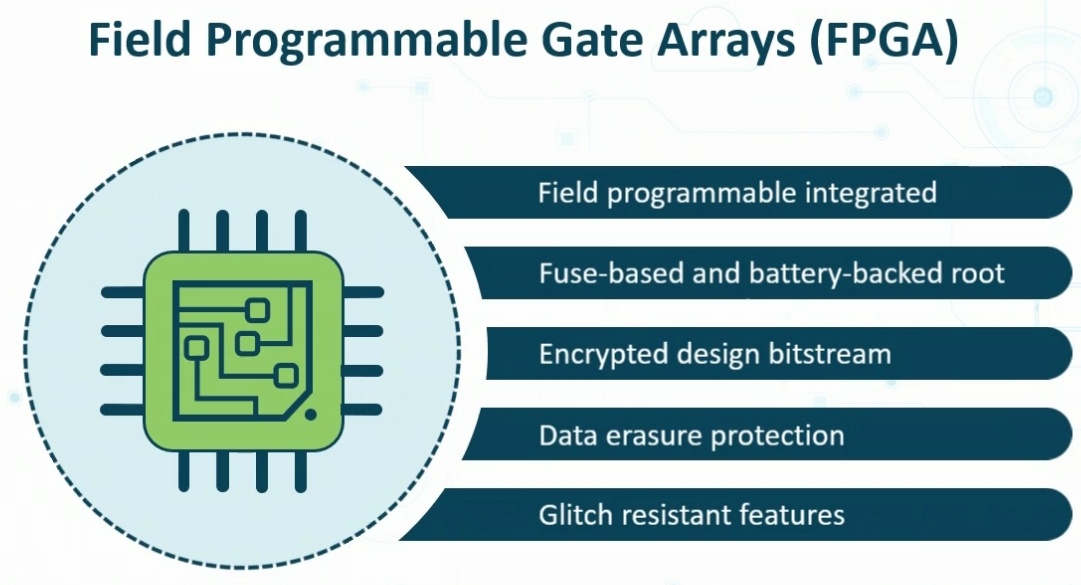 Field Programmable Gate Arrays (FPGA)
Field programmable integrated
Fuse-based and battery-backed root
Encrypted design bitstream
Data erasure protection
Glitch resistant features